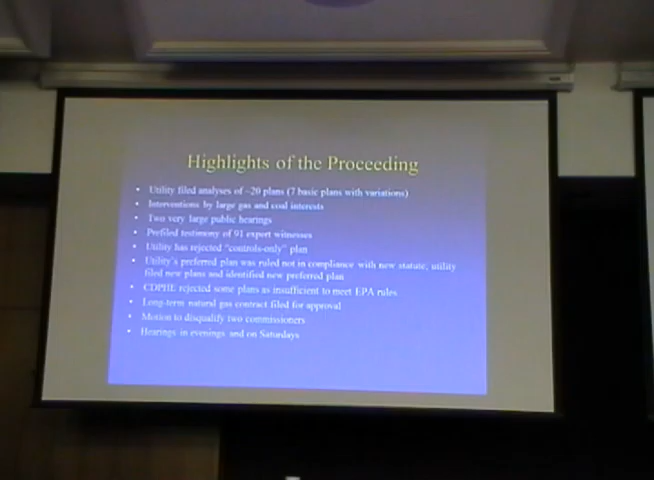 Highlights of the Proceeding
• Utility filed analyses of ~20 plans (7 basic plans with variations)
• Interventions by large gas and coal interests
• Two very large public hearings
• Prefiled testimony of 91 expert witnesses
• Utility has rejected "controls-only" plan
• Utility's preferred plan was ruled not in compliance with new statute; utility
filed new plans and identified new preferred plan
• CDPHE rejected some plans as insufficient to meet EPA rules
• Long-term natural gas contract filed for approval
• Motion to disqualify two commissioners
• Hearings in evenings and on Saturdays